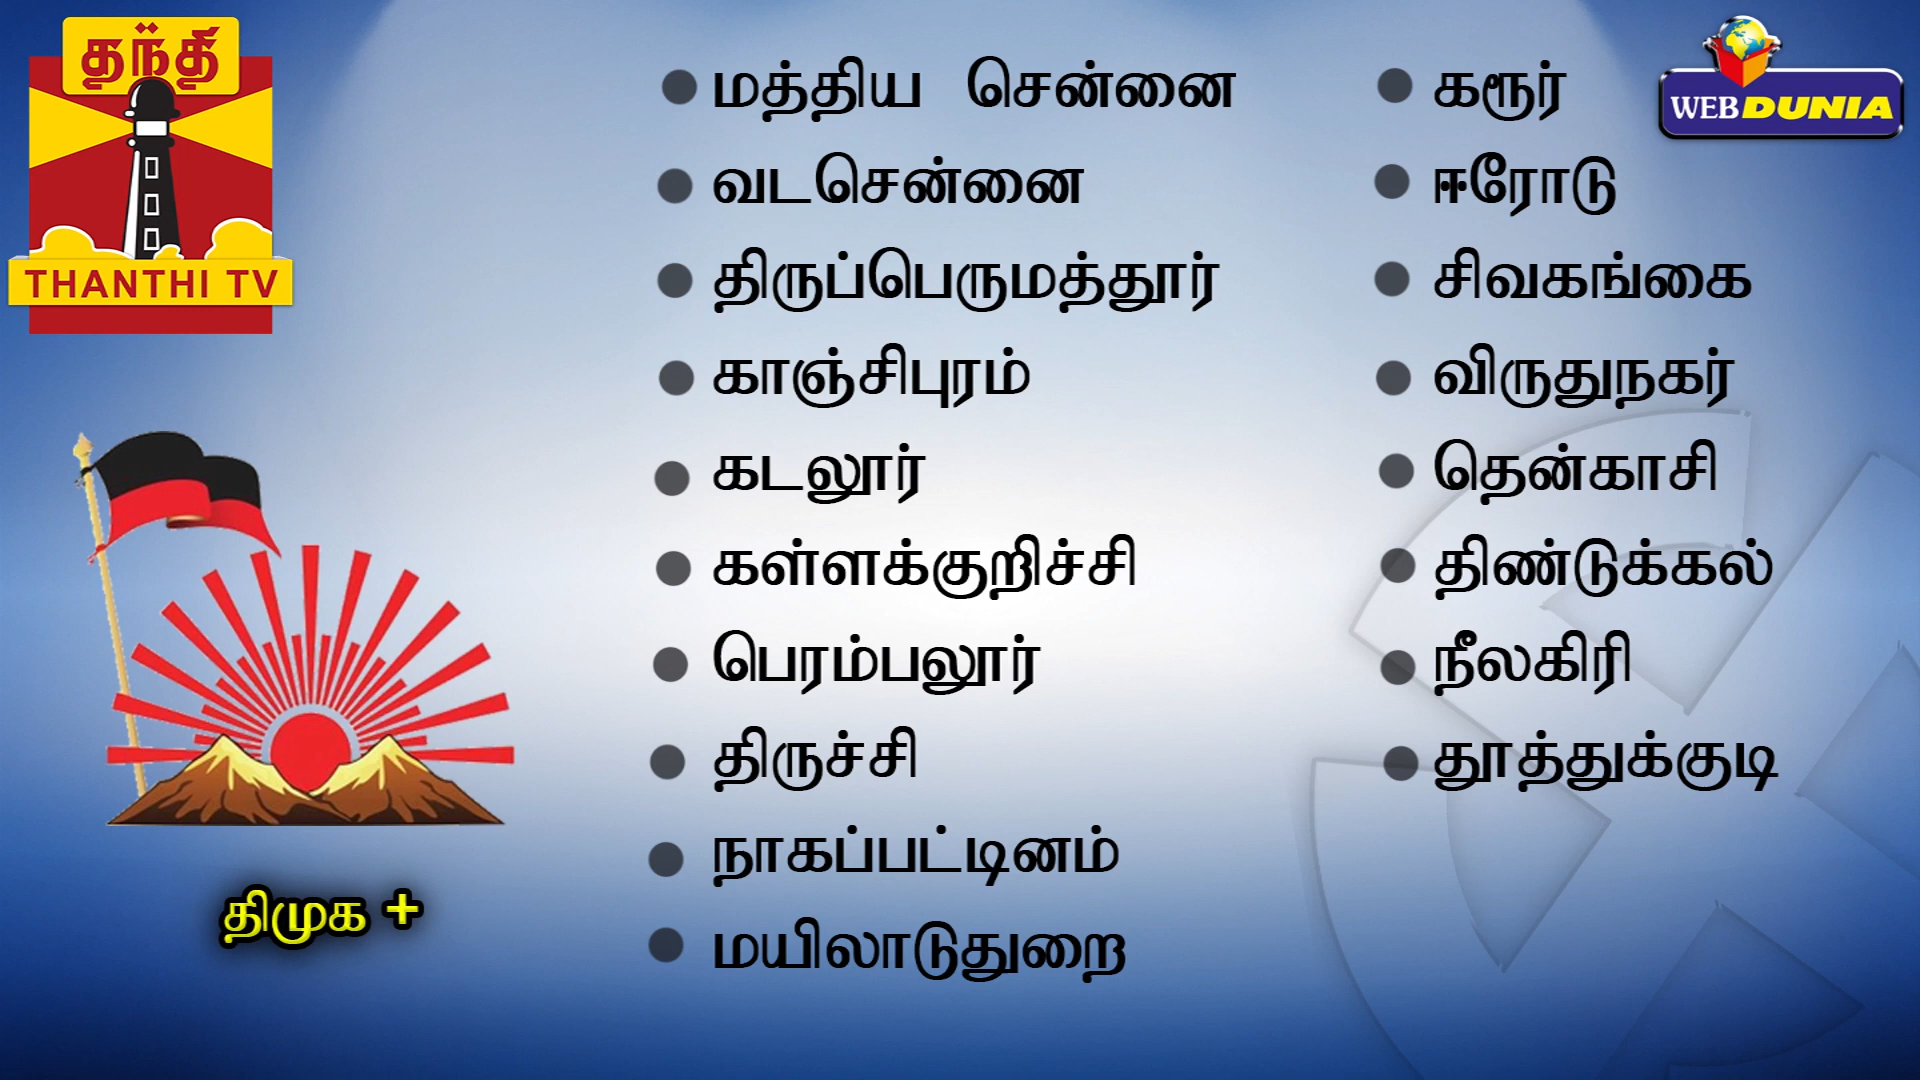 தந்தி
THANTHI TV
WEBDUNIA
திமுக +
மத்திய சென்னை
வடசென்னை
திருப்பெருமத்தூர்
காஞ்சிபுரம்
கடலூர்
கள்ளக்குறிச்சி
பெரம்பலூர்
திருச்சி
நாகப்பட்டினம்
மயிலாடுதுறை
கரூர்
ஈரோடு
சிவகங்கை
விருதுநகர்
தென்காசி
திண்டுக்கல்
நீலகிரி
தூத்துக்குடி